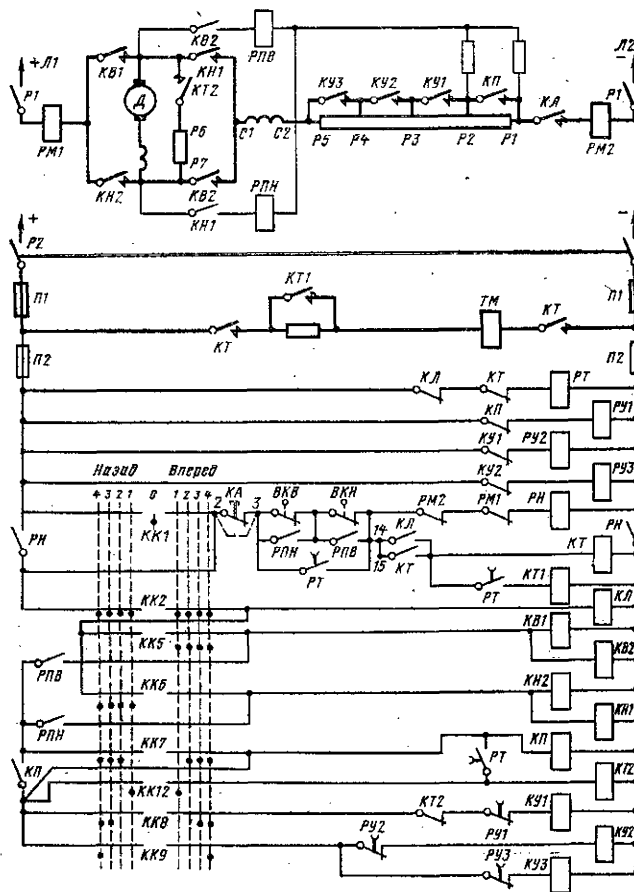 КВ2
РПВ
+Л1
Л2
КВ1
КН1
КУ3 КУ2 КУ1 КП
Р1
Р1
Д
КТ2
КЛ
РМ1
Р6
С1 С2
Р5 Р4 Р3 Р2 Р1
РМ2
Р7
КН2
КВ2
РПН
КН1
+
−
Р2
П1
КТ1
ТМ
КТ
П1
КТ
П2
П2
КЛ КТ РТ
КП РУ1
КУ1 РУ2
Назад Вперед
КУ2 РУ3
4 3 2 1 0 1 2 3 4
2 КА 3 ВКВ ВКН РМ2 РМ1 РН
КК1
14 КЛ
РН
РН
РПН РПВ
КТ
КТ
15
РТ
РТ
КТ1
КК2
КЛ
КВ1
КК5
КВ2
РПВ
КК6
КН2
РПН
КН1
КК7
КП
КП
РТ
КТ2
КК12
КТ2 КУ1
КК8
РУ2 РУ1 КУ2
КК9
РУ3 КУ3